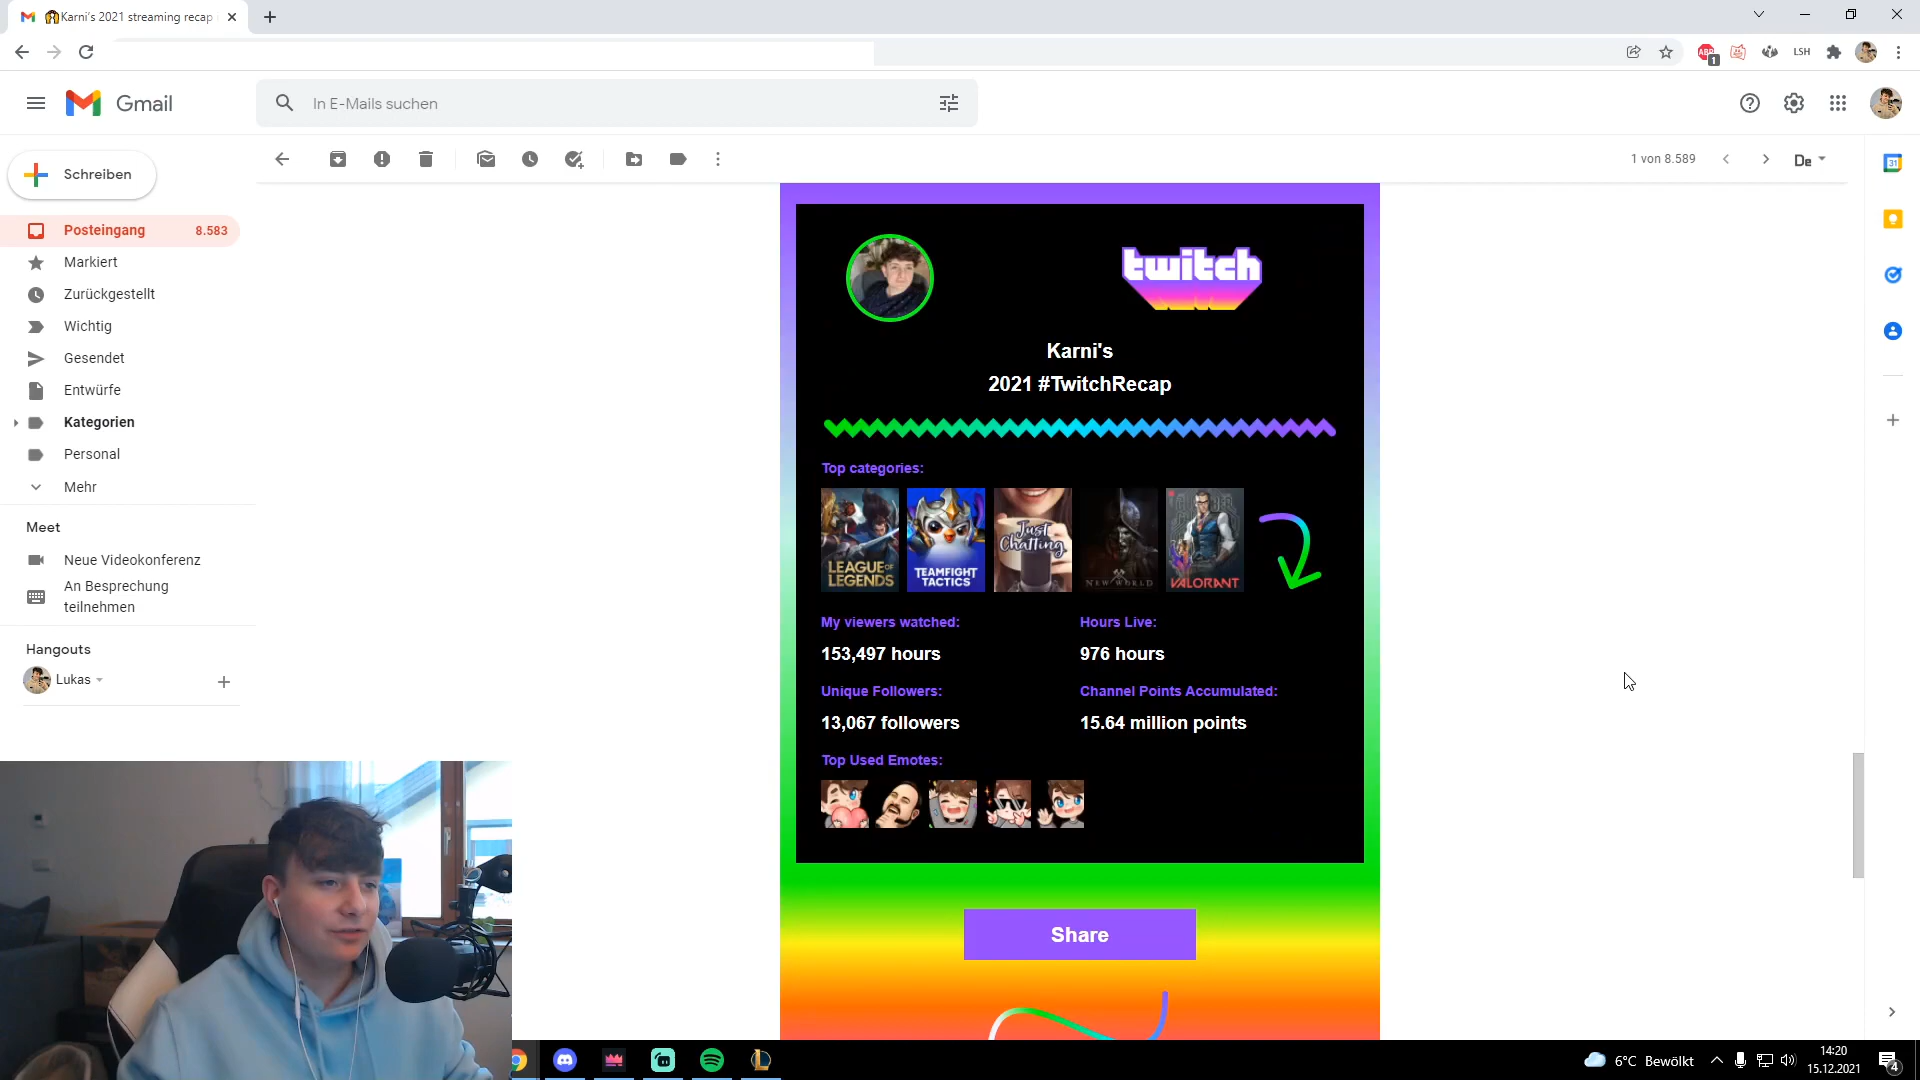 Karni's 2021 streaming recap
LSH
Gmail
In E-Mails suchen
Schreiben
1 von 8.589
De
Posteingang 8.583
Markiert
Zurückgestellt
Wichtig
Gesendet
Entwürfe
Kategorien
Personal
Mehr
Meet
Neue Videokonferenz
An Besprechung
teilnehmen
Hangouts
Lukas
twitch
Karni's
2021 #TwitchRecap
Top categories:
LEAGUE OF
LEGENDS
TEAMFIGHT
TACTICS
Just
Chatting
NEW WORLD
VALORANT
My viewers watched:
153,497 hours
Hours Live:
976 hours
Unique Followers:
13,067 followers
Channel Points Accumulated:
15.64 million points
Top Used Emotes:
Share
6°C Bewölkt
14:20
15.12.2021
4